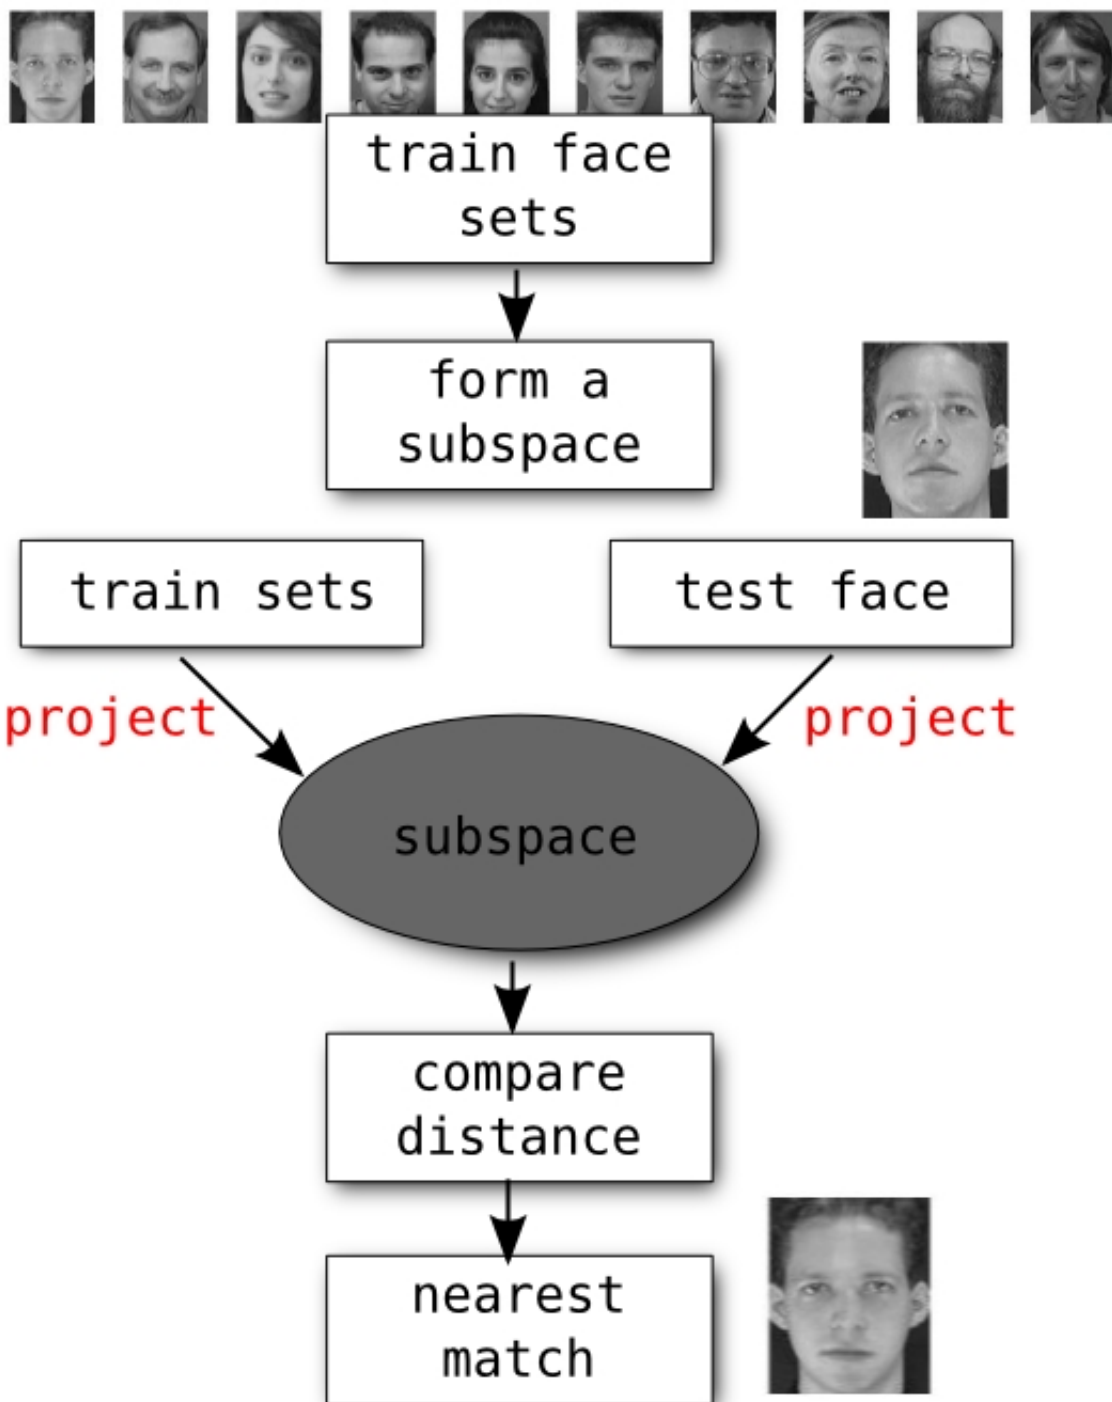 train face
sets
form a
subspace
train sets
test face
project
project
subspace
compare
distance
nearest
match